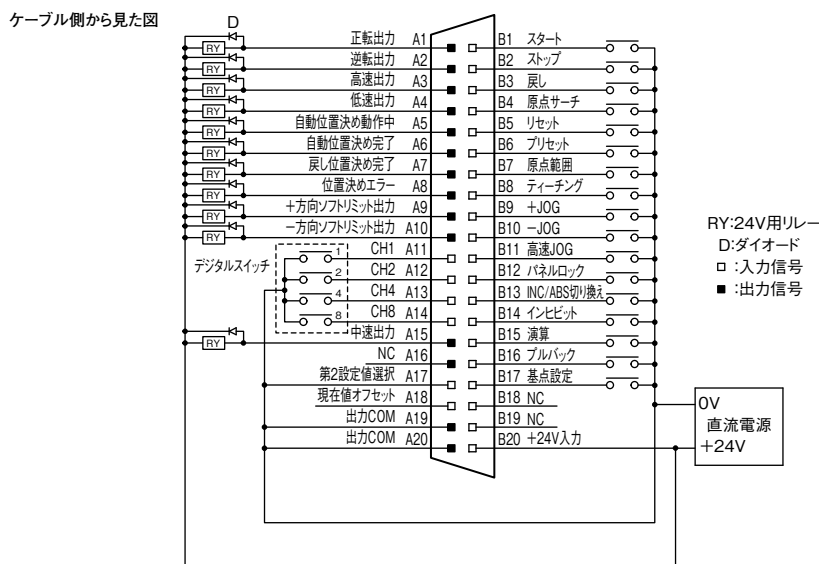 ケーブル側から見た図
D
RY 正転出力 A1 B1 スタート
RY 逆転出力 A2 B2 ストップ
RY 高速出力 A3 B3 戻し
RY 低速出力 A4 B4 原点サーチ
RY 自動位置決め動作中 A5 B5 リセット
RY 自動位置決め完了 A6 B6 プリセット
RY 戻し位置決め完了 A7 B7 原点範囲
RY 位置決めエラー A8 B8 ティーチング
RY +方向ソフトリミット出力 A9 B9 +JOG
RY −方向ソフトリミット出力 A10 B10 −JOG
デジタルスイッチ
1 CH1 A11 B11 高速JOG
2 CH2 A12 B12 パネルロック
4 CH4 A13 B13 INC/ABS切り換え
8 CH8 A14 B14 インヒビット
RY 中速出力 A15 B15 演算
NC A16 B16 プルバック
第2設定値選択 A17 B17 基点設定
現在値オフセット A18 B18 NC
出力COM A19 B19 NC
出力COM A20 B20 +24V入力
RY:24V用リレー
D:ダイオード
□ :入力信号
■ :出力信号
0V
直流電源
+24V